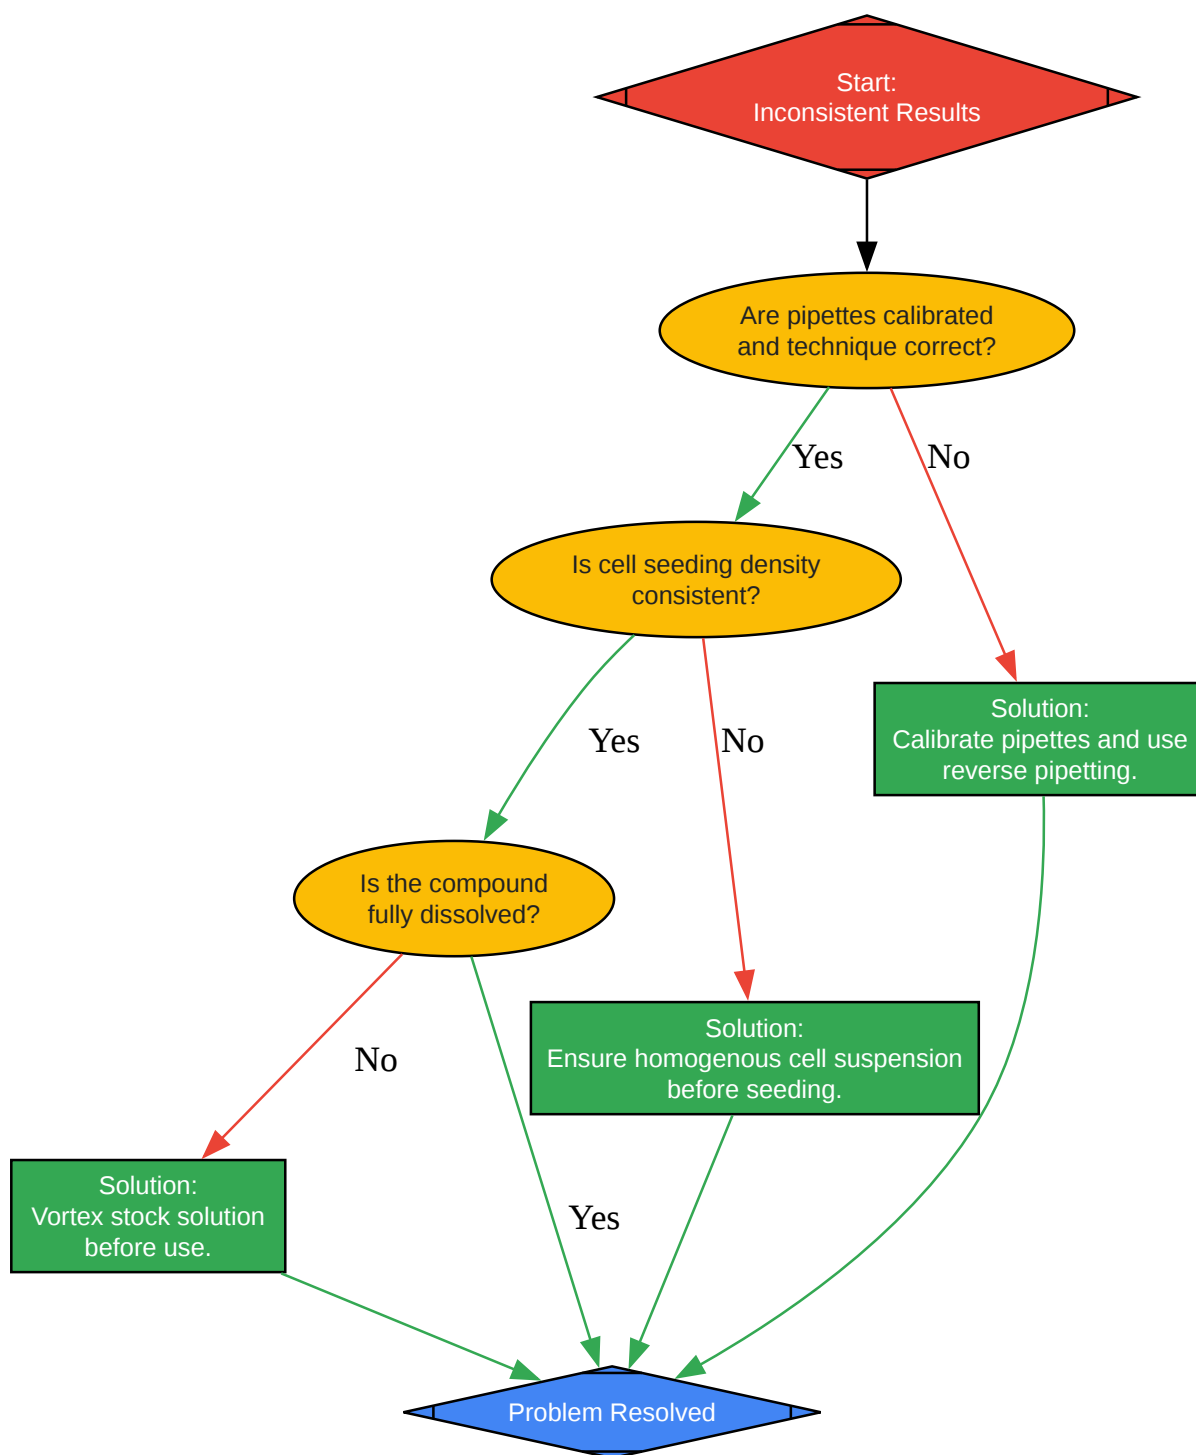 Start:
Inconsistent Results
Are pipettes calibrated
and technique correct?
Yes
No
Is cell seeding density
consistent?
Solution:
Calibrate pipettes and use
reverse pipetting.
Yes
No
Is the compound
fully dissolved?
Solution:
Ensure homogenous cell suspension
before seeding.
No
Yes
Solution:
Vortex stock solution
before use.
Problem Resolved